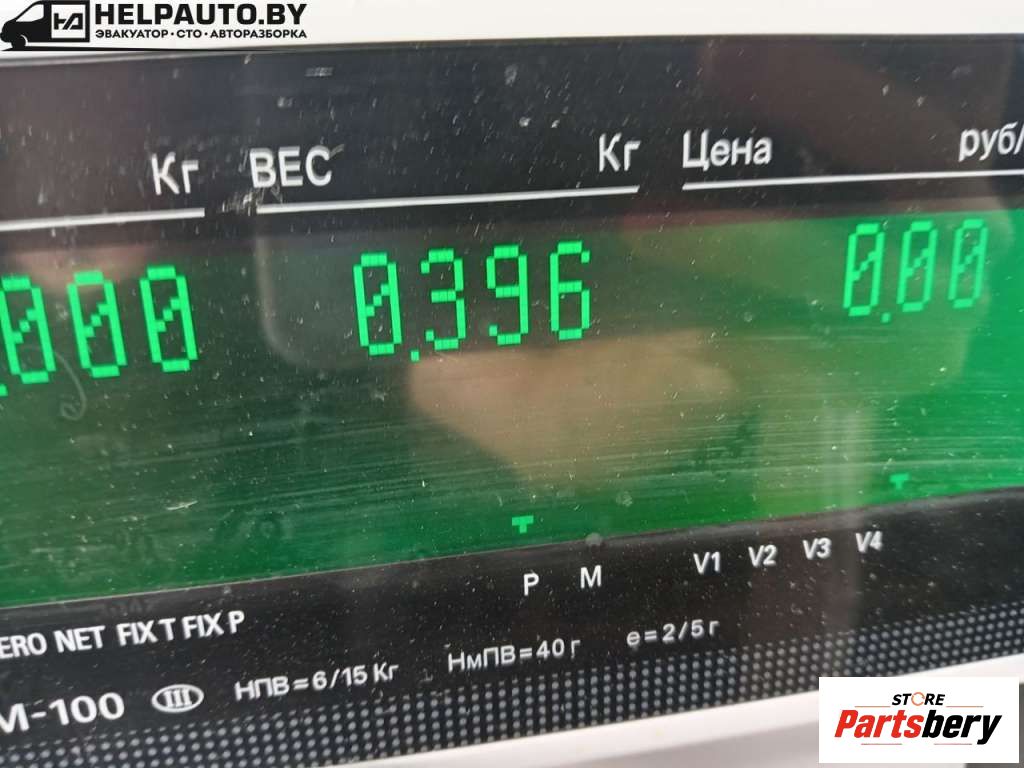 HELPAUTO.BY
ЭВАКУАТОР · СТО · АВТОРАЗБОРКА
Кг ВЕС Кг Цена руб/
.000 0.396 0.00
P M V1 V2 V3 V4
ERO NET FIX T FIX P
M-100 III НПВ=6/15 Кг НмПВ=40 г e=2/5 г
STORE
Partsbery